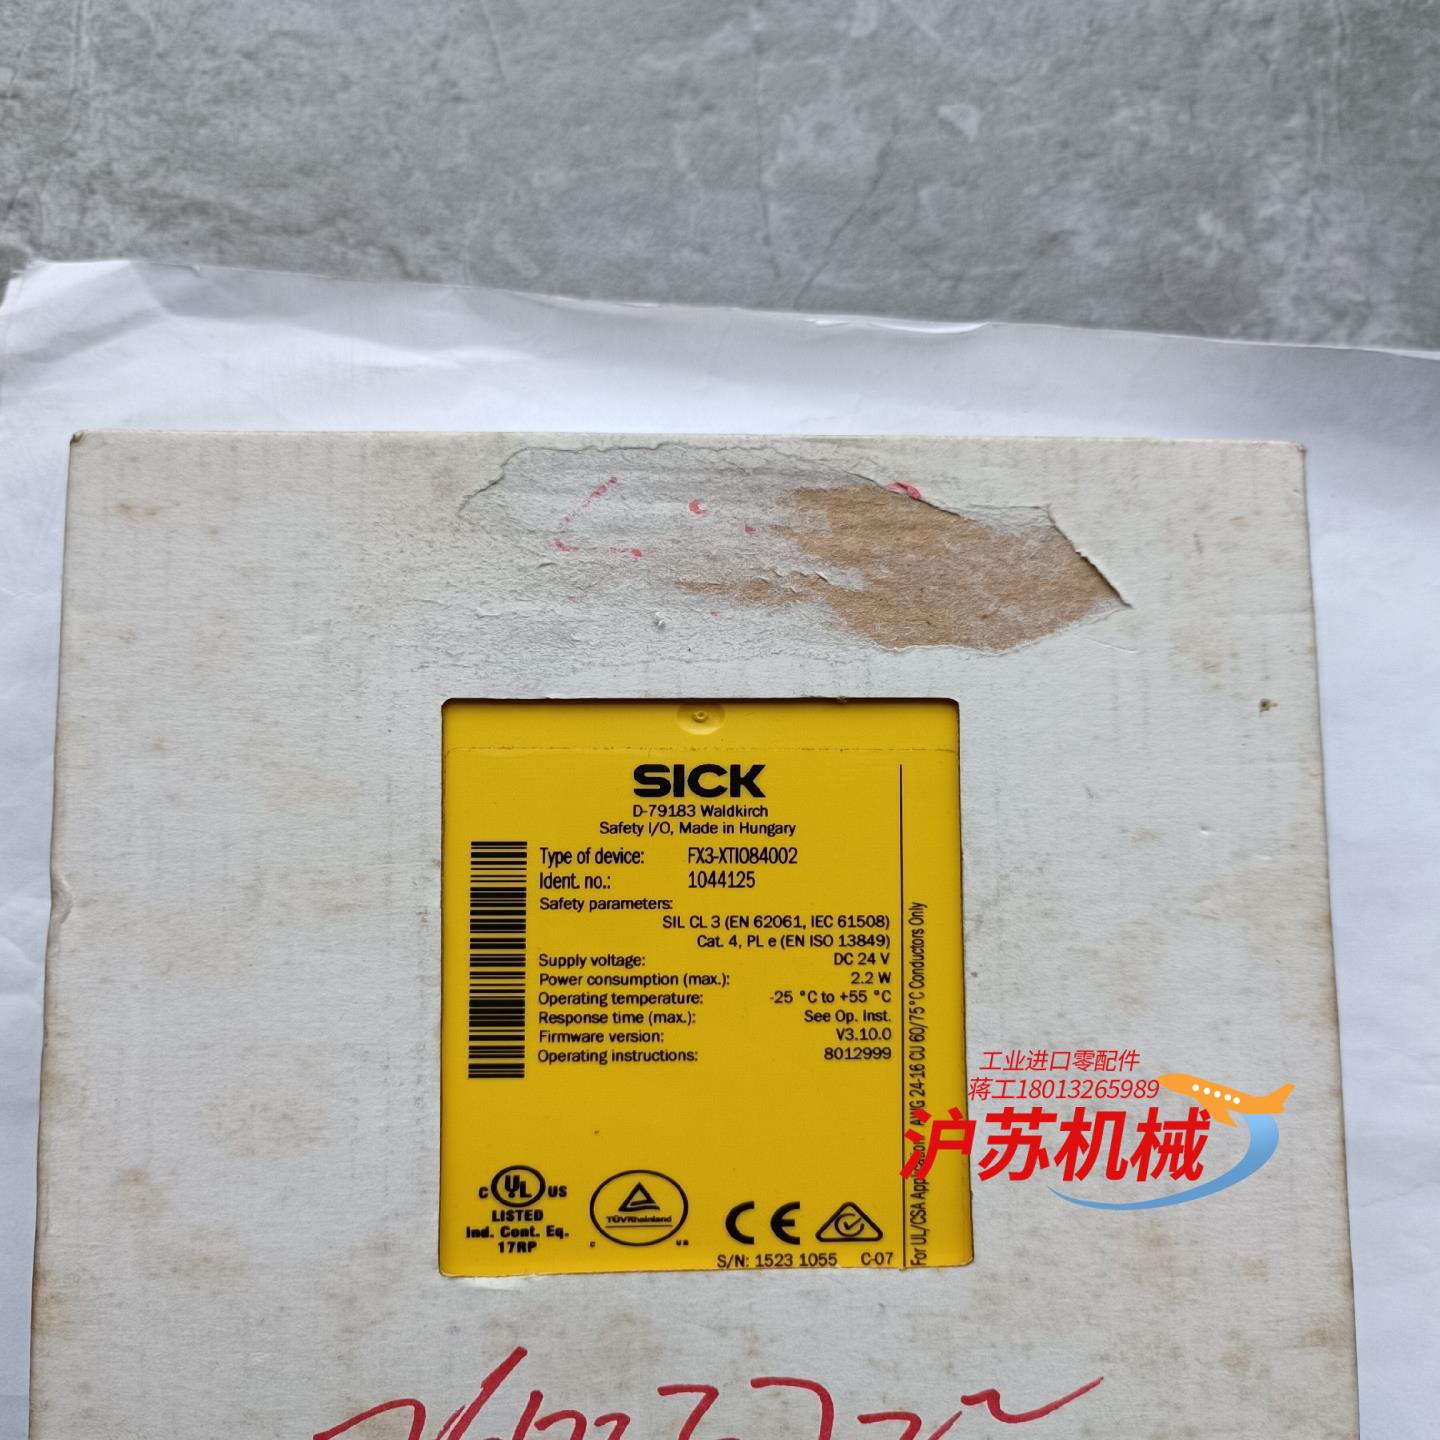 SICK
D-79183 Waldkirch
Safety I/O, Made in Hungary
Type of device: FX3-XTIO84002
Ident. no.: 1044125
Safety parameters:
SIL CL 3 (EN 62061, IEC 61508)
Cat. 4, PL e (EN ISO 13849)
Supply voltage: DC 24 V
Power consumption (max.): 2.2 W
Operating temperature: -25 °C to +55 °C
Response time (max.): See Op. Inst.
Firmware version: V3.10.0
Operating instructions: 8012999
C UL US
LISTED
Ind. Cont. Eq.
17RP
TÜVRheinland
C US
CE
S/N: 1523 1055 C-07
For UL/CSA Application, AWG 24-16 CU 60/75°C Conductors Only
工业进口零配件
蒋工18013265989
沪苏机械